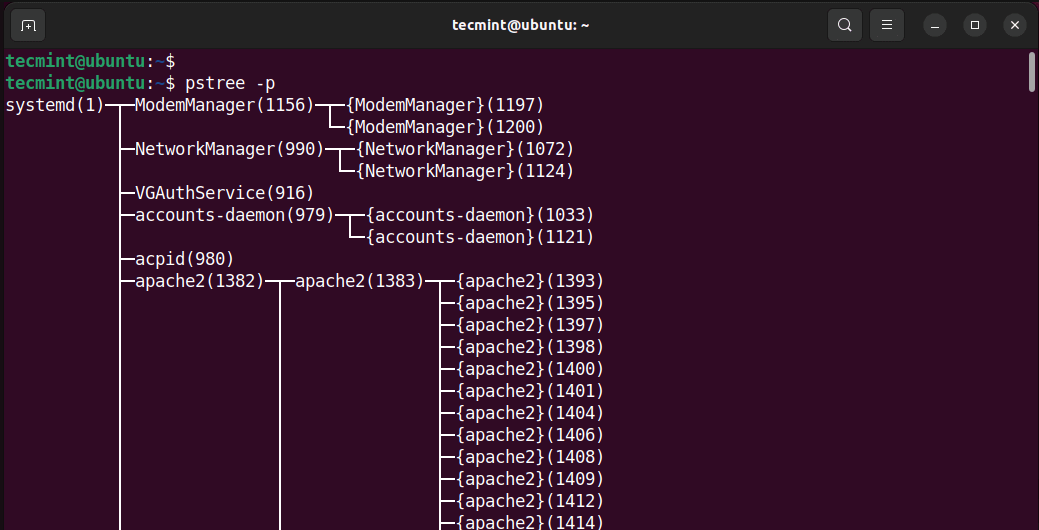 tecmint@ubuntu: ~
tecmint@ubuntu:~$
tecmint@ubuntu:~$ pstree -p
systemd(1)─┬─ModemManager(1156)─┬─{ModemManager}(1197)
└─{ModemManager}(1200)
├─NetworkManager(990)─┬─{NetworkManager}(1072)
└─{NetworkManager}(1124)
├─VGAuthService(916)
├─accounts-daemon(979)─┬─{accounts-daemon}(1033)
└─{accounts-daemon}(1121)
├─acpid(980)
├─apache2(1382)─┬─apache2(1383)─┬─{apache2}(1393)
├─{apache2}(1395)
├─{apache2}(1397)
├─{apache2}(1398)
├─{apache2}(1400)
├─{apache2}(1401)
├─{apache2}(1404)
├─{apache2}(1406)
├─{apache2}(1408)
├─{apache2}(1409)
├─{apache2}(1412)
├─{apache2}(1414)